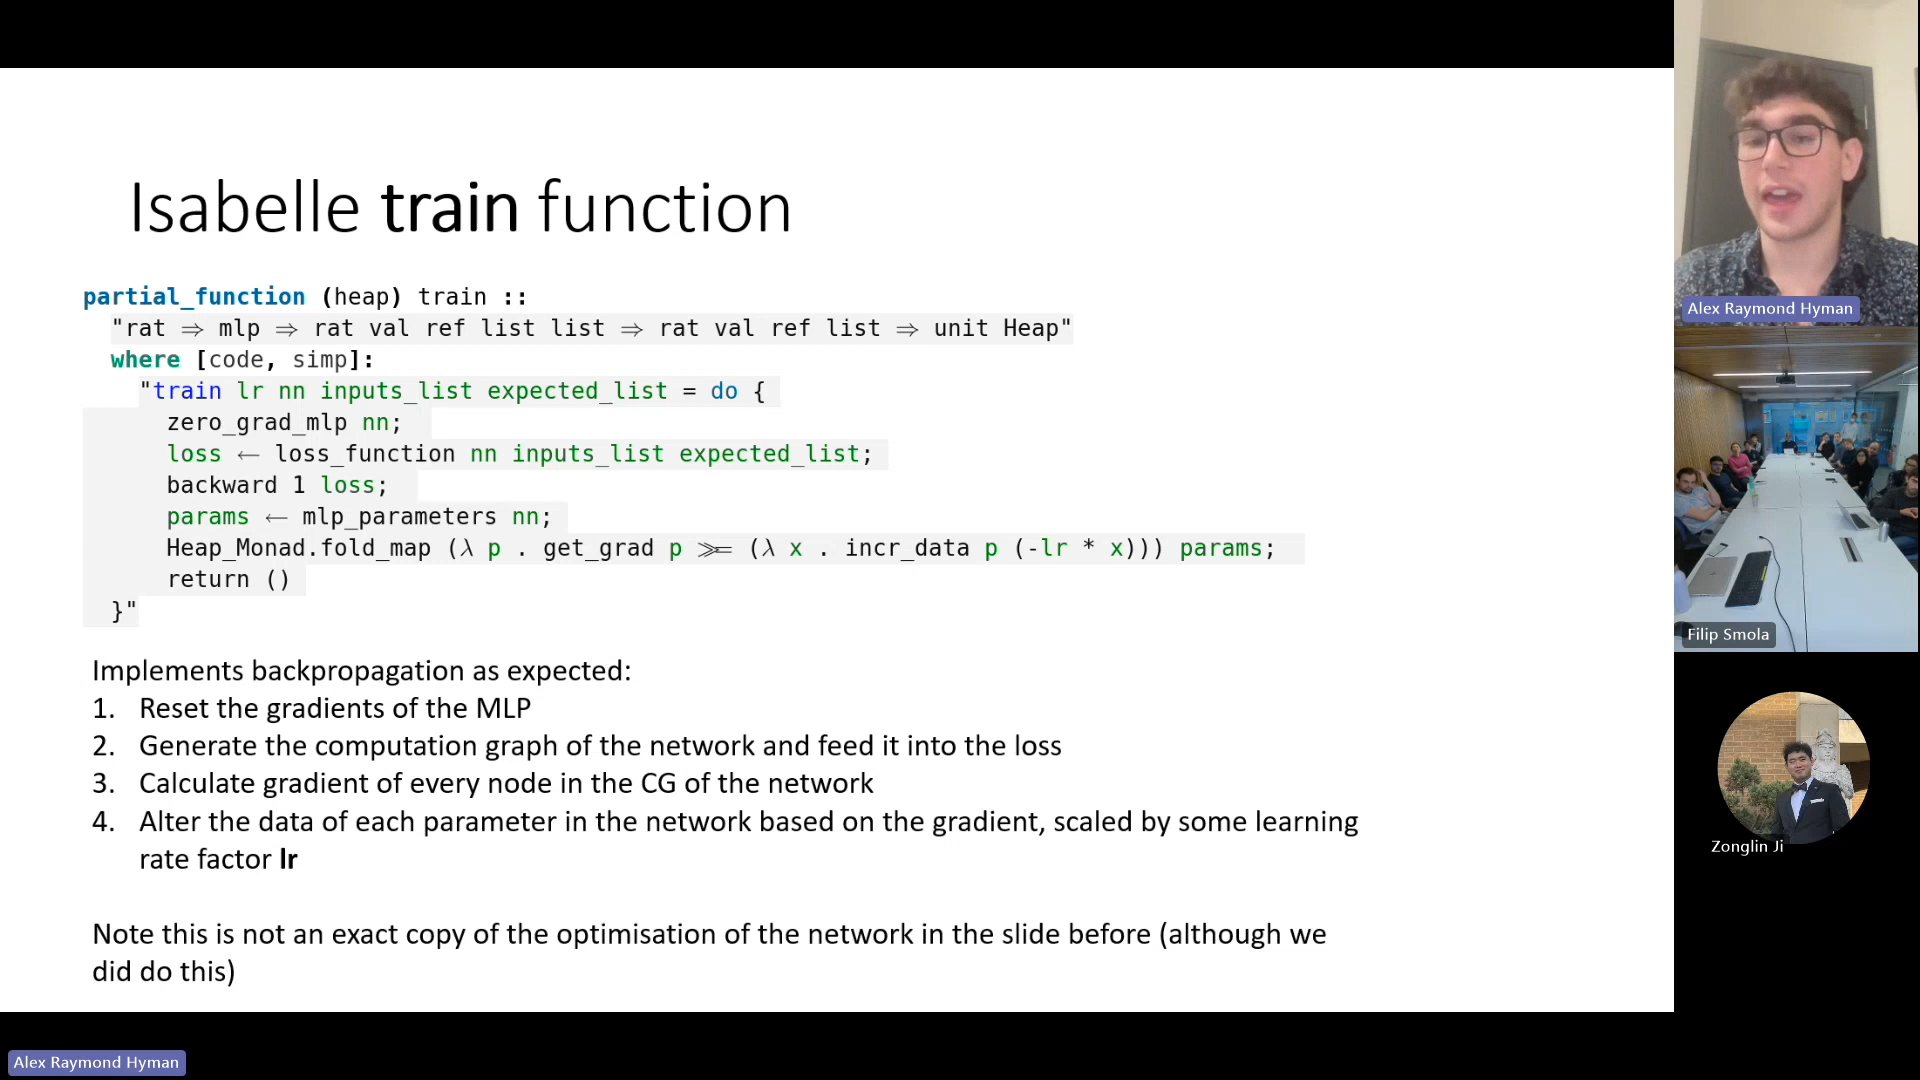 Isabelle train function
partial_function (heap) train ::
"rat ⇒ mlp ⇒ rat val ref list list ⇒ rat val ref list ⇒ unit Heap"
where [code, simp]:
"train lr nn inputs_list expected_list = do {
zero_grad_mlp nn;
loss ← loss_function nn inputs_list expected_list;
backward 1 loss;
params ← mlp_parameters nn;
Heap_Monad.fold_map (λ p . get_grad p ⤜ (λ x . incr_data p (-lr * x))) params;
return ()
}"
Implements backpropagation as expected:
1. Reset the gradients of the MLP
2. Generate the computation graph of the network and feed it into the loss
3. Calculate gradient of every node in the CG of the network
4. Alter the data of each parameter in the network based on the gradient, scaled by some learning
rate factor lr
Note this is not an exact copy of the optimisation of the network in the slide before (although we
did do this)
Alex Raymond Hyman
Filip Smola
Zonglin Ji
Alex Raymond Hyman